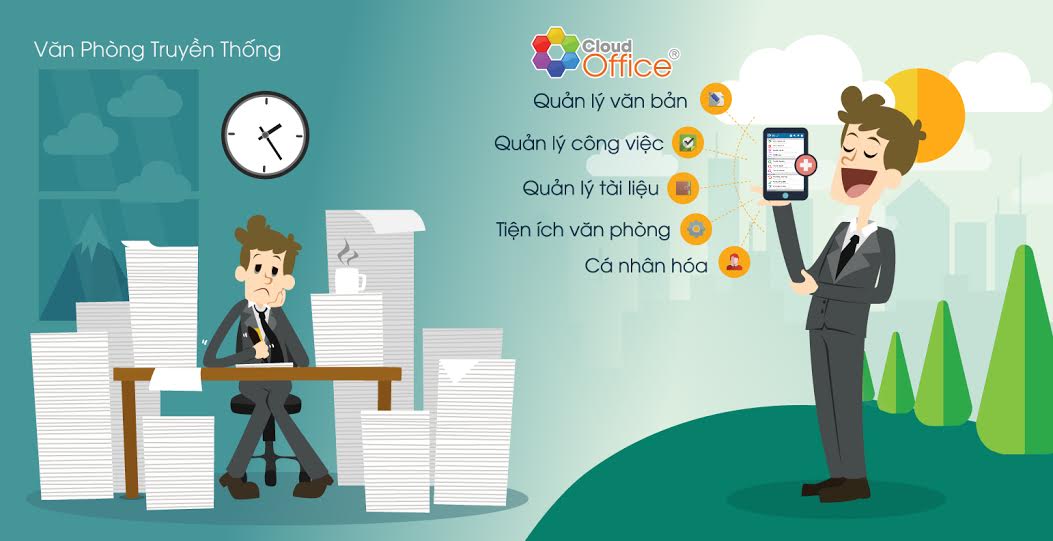 Văn Phòng Truyền Thống
Cloud
Office®
Quản lý văn bản
Quản lý công việc
Quản lý tài liệu
Tiện ích văn phòng
Cá nhân hóa